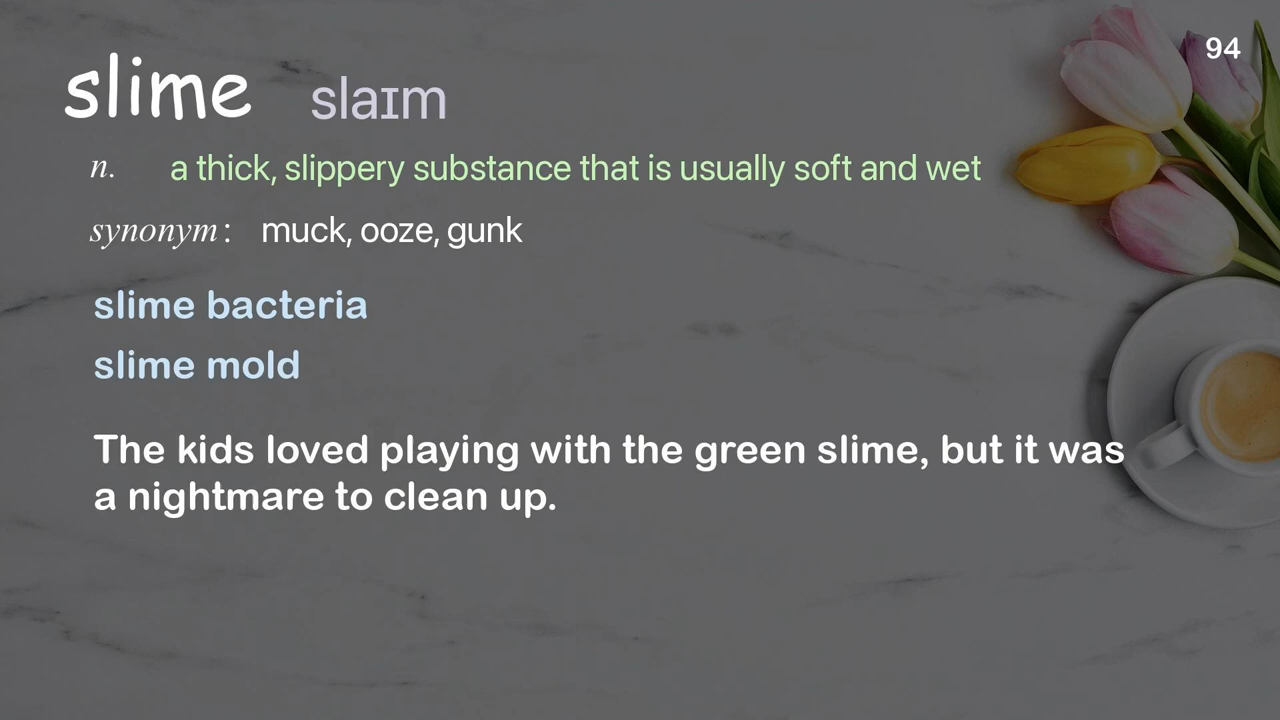 94
slime slaɪm
n. a thick, slippery substance that is usually soft and wet
synonym: muck, ooze, gunk
slime bacteria
slime mold
The kids loved playing with the green slime, but it was
a nightmare to clean up.